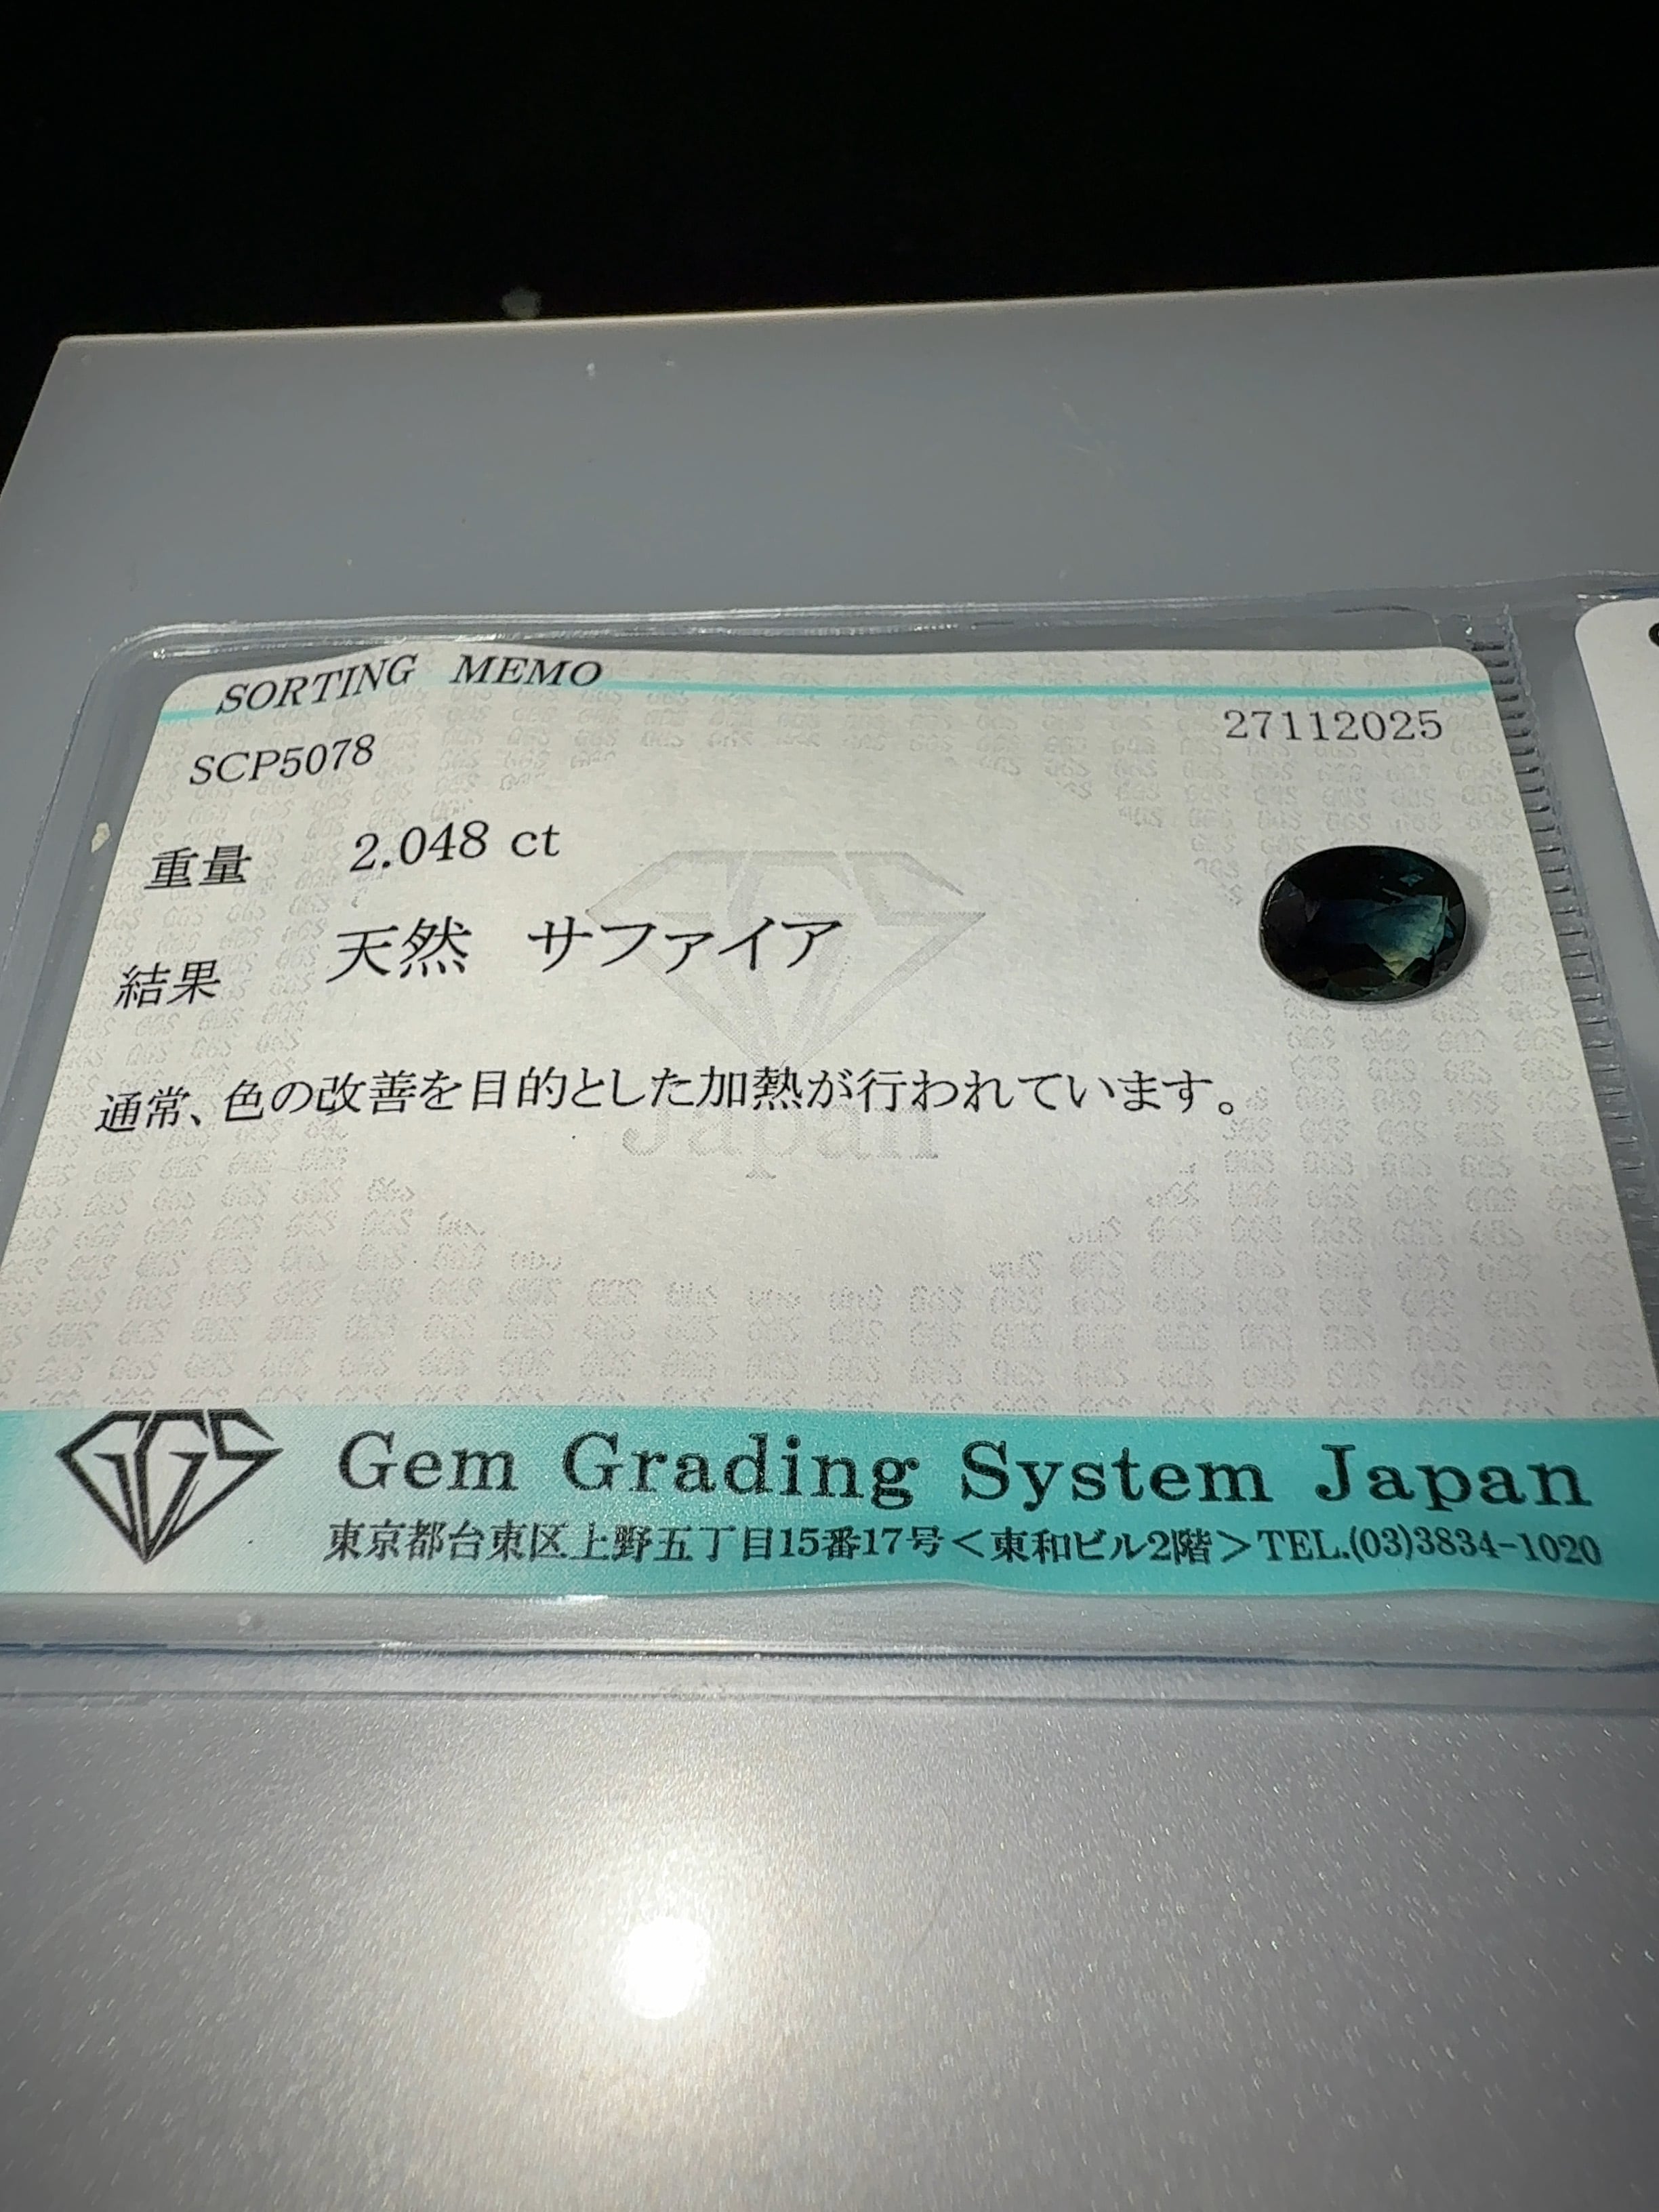 SORTING MEMO
SCP5078 27112025
重量 2.048 ct
結果 天然 サファイア
通常、色の改善を目的とした加熱が行われています。
GGS
Japan
GGS Gem Grading System Japan
東京都台東区上野五丁目15番17号<東和ビル2階>TEL.(03)3834-1020